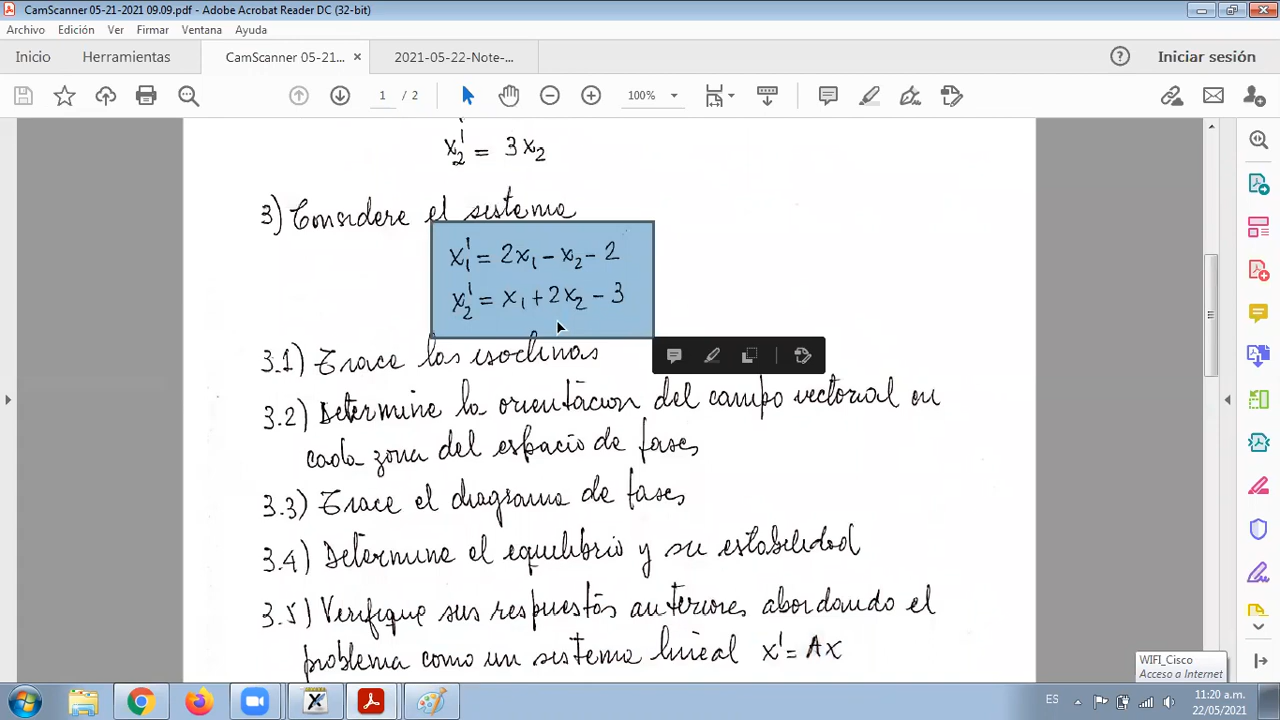 CamScanner 05-21-2021 09.09.pdf - Adobe Acrobat Reader DC (32-bit)
Archivo Edición Ver Firmar Ventana Ayuda
Inicio Herramientas CamScanner 05-21... × 2021-05-22-Note-... Iniciar sesión
1 / 2 100%
x₂' = 3x₂
3) Considere el sistema
x₁' = 2x₁ - x₂ - 2
x₂' = x₁ + 2x₂ - 3
3.1) Trace las isoclinas
3.2) Determine la orientacion del campo vectorial en
cada zona del espacio de fases
3.3) Trace el diagrama de fases
3.4) Determine el equilibrio y su estabilidad
3.5) Verifique sus respuestas anteriores abordando el
problema como un sistema lineal x' = Ax
WIFI_Cisco
Acceso a Internet
ES 11:20 a.m.
22/05/2021